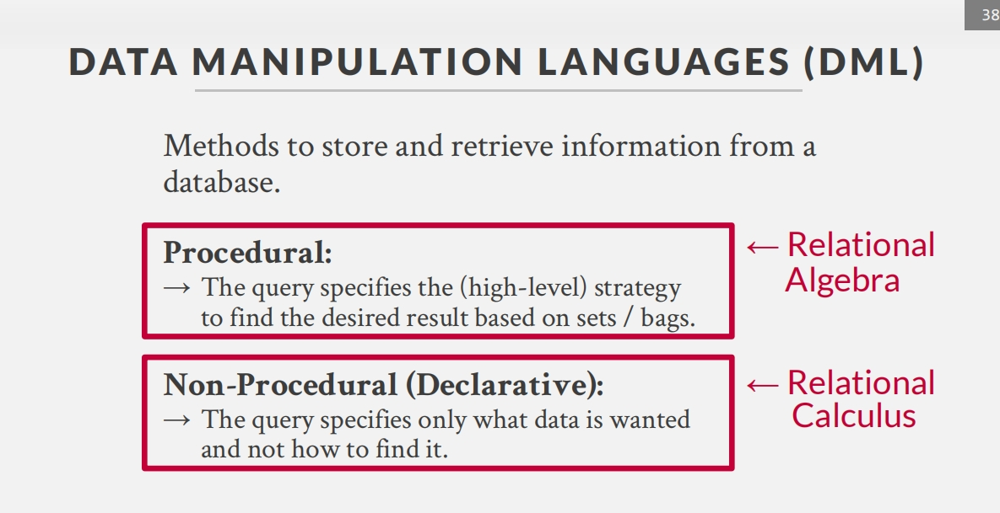 38
DATA MANIPULATION LANGUAGES (DML)
Methods to store and retrieve information from a
database.
Procedural:
→ The query specifies the (high-level) strategy
to find the desired result based on sets / bags.
← Relational
Algebra
Non-Procedural (Declarative):
→ The query specifies only what data is wanted
and not how to find it.
← Relational
Calculus